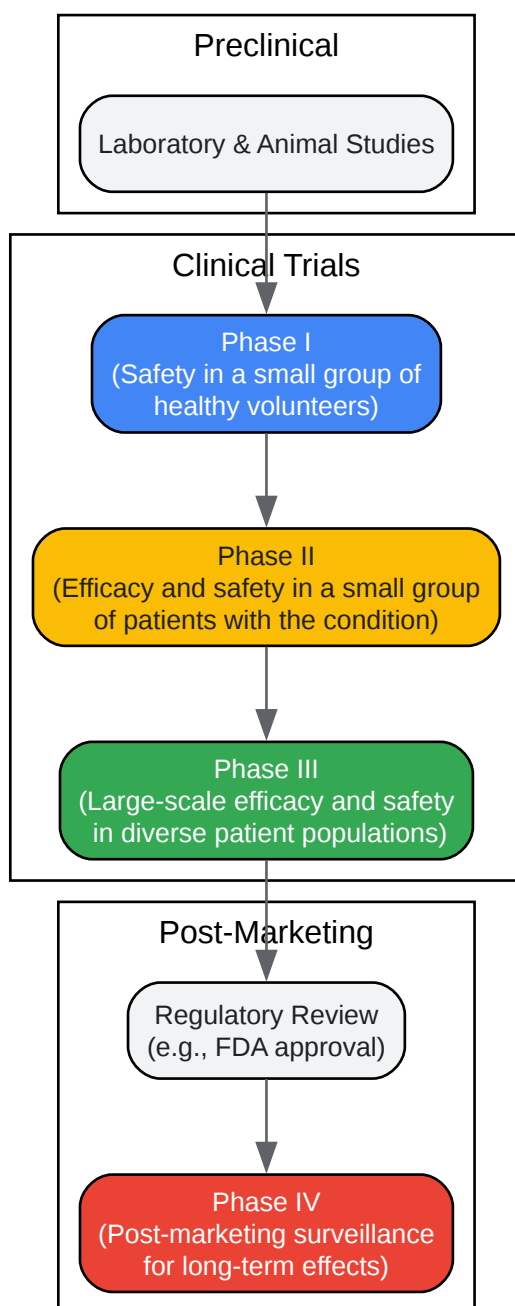 Preclinical
Laboratory & Animal Studies
Clinical Trials
Phase I
(Safety in a small group of
healthy volunteers)
Phase II
(Efficacy and safety in a small group
of patients with the condition)
Phase III
(Large-scale efficacy and safety
in diverse patient populations)
Post-Marketing
Regulatory Review
(e.g., FDA approval)
Phase IV
(Post-marketing surveillance
for long-term effects)